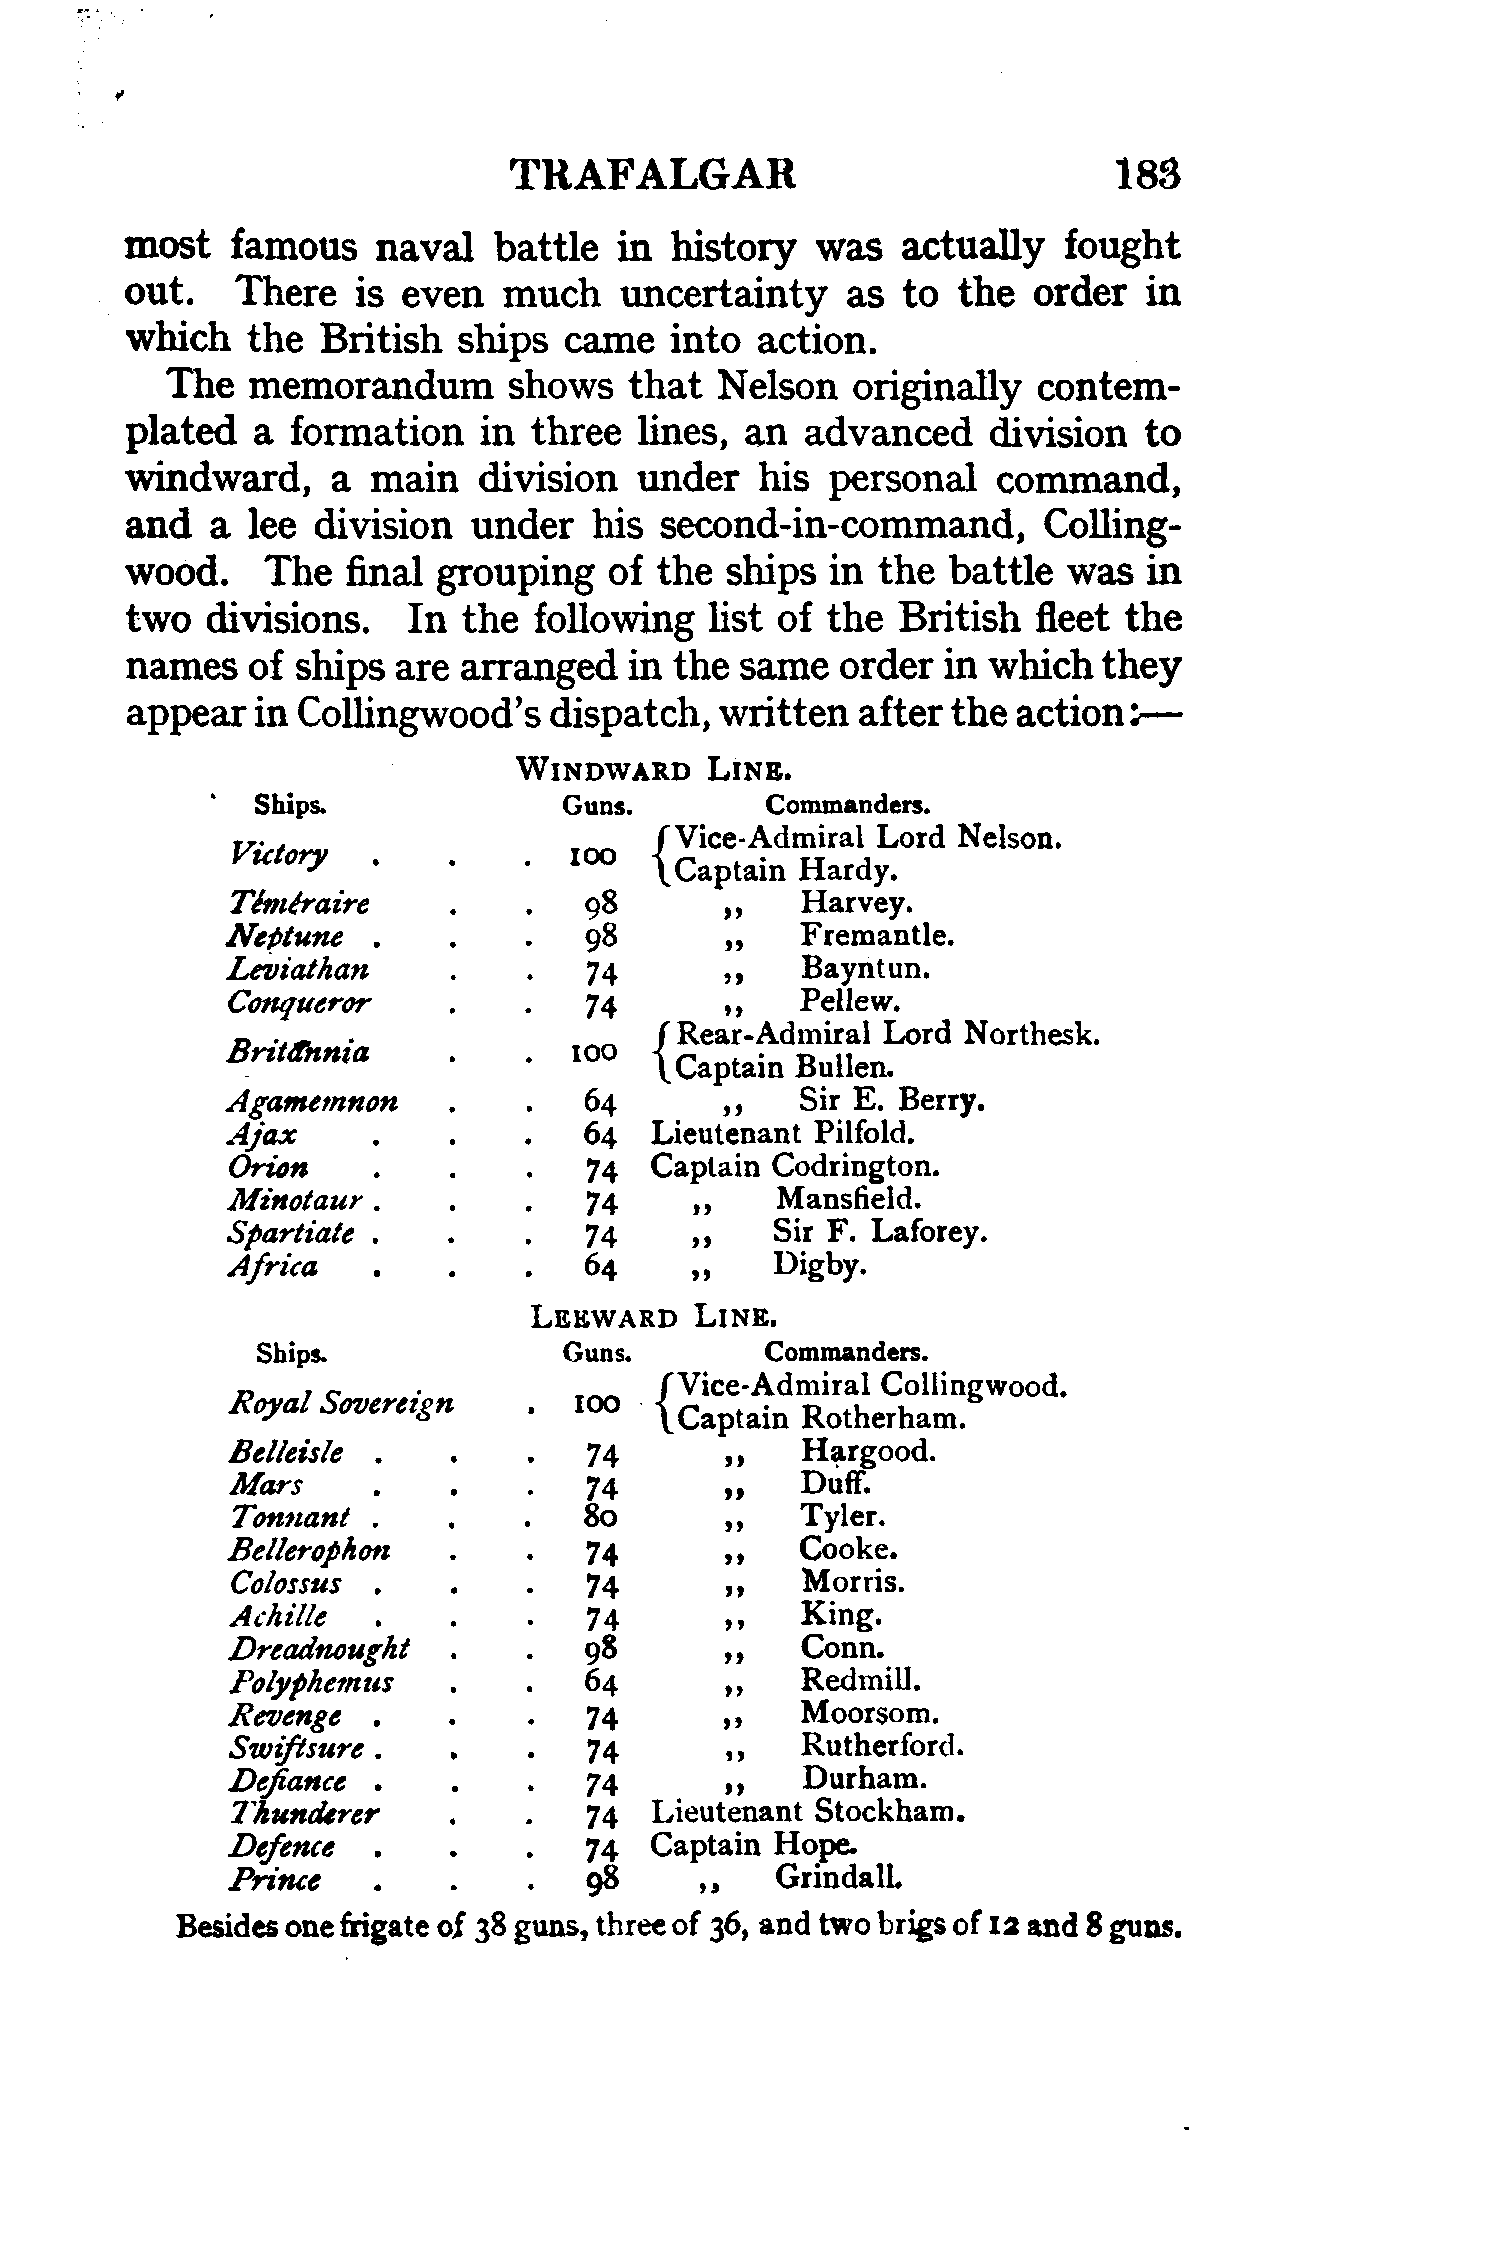 TRAFALGAR 183
most famous naval battle in history was actually fought
out. There is even much uncertainty as to the order in
which the British ships came into action.
The memorandum shows that Nelson originally contem-
plated a formation in three lines, an advanced division to
windward, a main division under his personal command,
and a lee division under his second-in-command, Colling-
wood. The final grouping of the ships in the battle was in
two divisions. In the following list of the British fleet the
names of ships are arranged in the same order in which they
appear in Collingwood's dispatch, written after the action:—
WINDWARD LINE.
Ships. Guns. Commanders.
Victory . . . 100 { Vice-Admiral Lord Nelson.
Captain Hardy.
Téméraire . . 98 ,, Harvey.
Neptune . . . 98 ,, Fremantle.
Leviathan . . 74 ,, Bayntun.
Conqueror . . 74 ,, Pellew.
Britannia . . 100 { Rear-Admiral Lord Northesk.
Captain Bullen.
Agamemnon . . 64 ,, Sir E. Berry.
Ajax . . . 64 Lieutenant Pilfold.
Orion . . . 74 Captain Codrington.
Minotaur . . . 74 ,, Mansfield.
Spartiate . . . 74 ,, Sir F. Laforey.
Africa . . . 64 ,, Digby.
LEEWARD LINE.
Ships. Guns. Commanders.
Royal Sovereign . 100 { Vice-Admiral Collingwood.
Captain Rotherham.
Belleisle . . . 74 ,, Hargood.
Mars . . . 74 ,, Duff.
Tonnant . . . 80 ,, Tyler.
Bellerophon . . 74 ,, Cooke.
Colossus . . . 74 ,, Morris.
Achille . . . 74 ,, King.
Dreadnought . . 98 ,, Conn.
Polyphemus . . 64 ,, Redmill.
Revenge . . . 74 ,, Moorsom.
Swiftsure . . . 74 ,, Rutherford.
Defiance . . . 74 ,, Durham.
Thunderer . . 74 Lieutenant Stockham.
Defence . . . 74 Captain Hope.
Prince . . . 98 ,, Grindall.
Besides one frigate of 38 guns, three of 36, and two brigs of 12 and 8 guns.